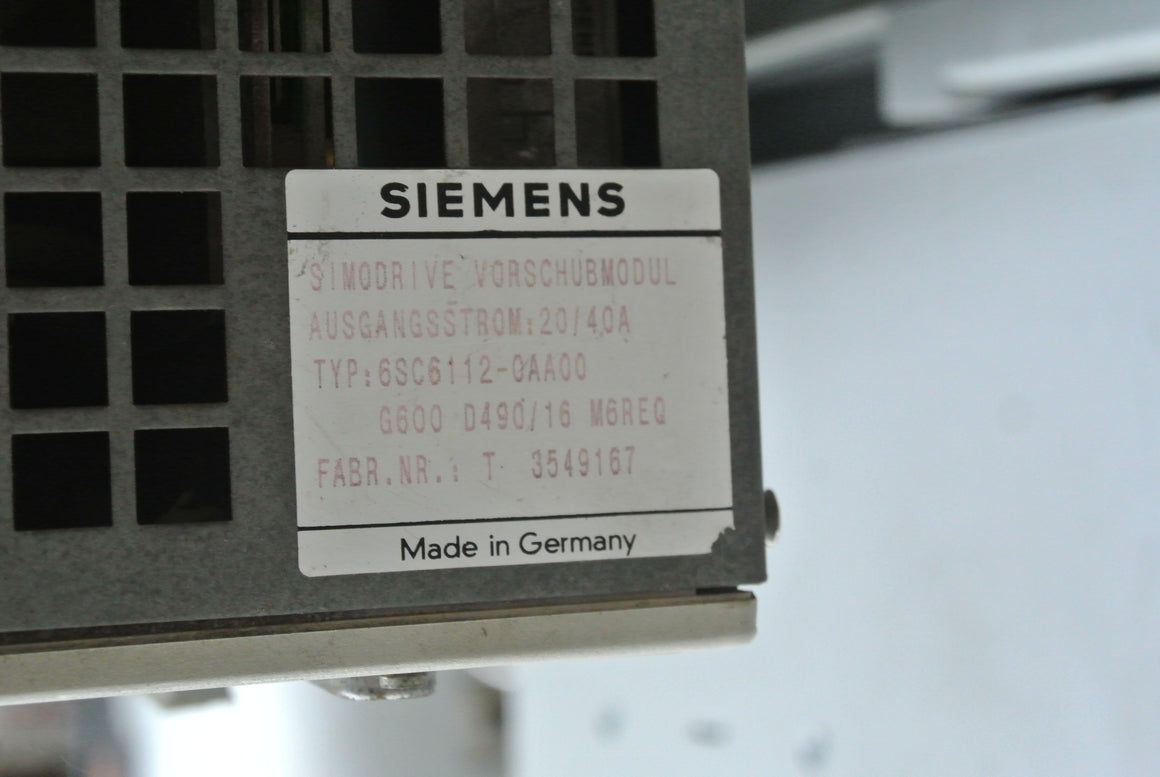 SIEMENS
SIMODRIVE VORSCHUBMODUL
AUSGANGSSTROM:20/40A
TYP:6SC6112-0AA00
G600 D490/16 M6REQ
FABR.NR.: T 3549167
Made in Germany